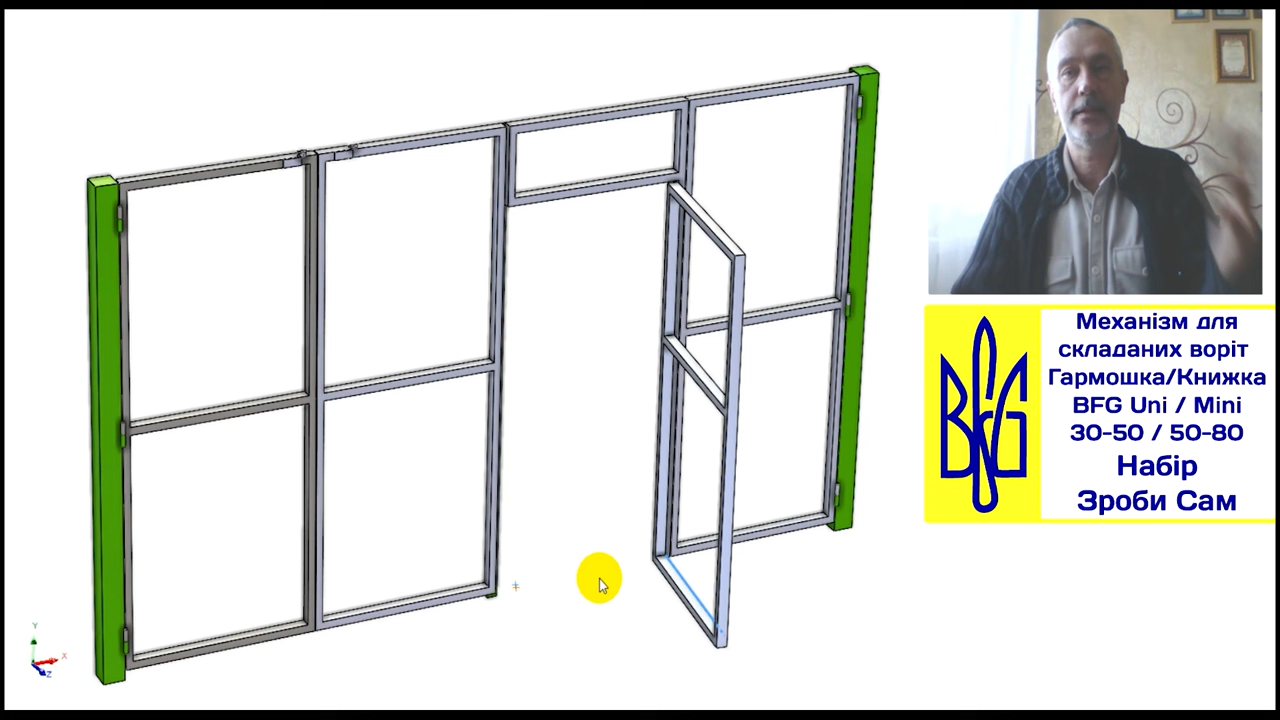 Механізм для
складаних воріт
Гармошка/Книжка
BFG Uni / Mini
30-50 / 50-80
Набір
Зроби Сам
BFG
Y
X
Z